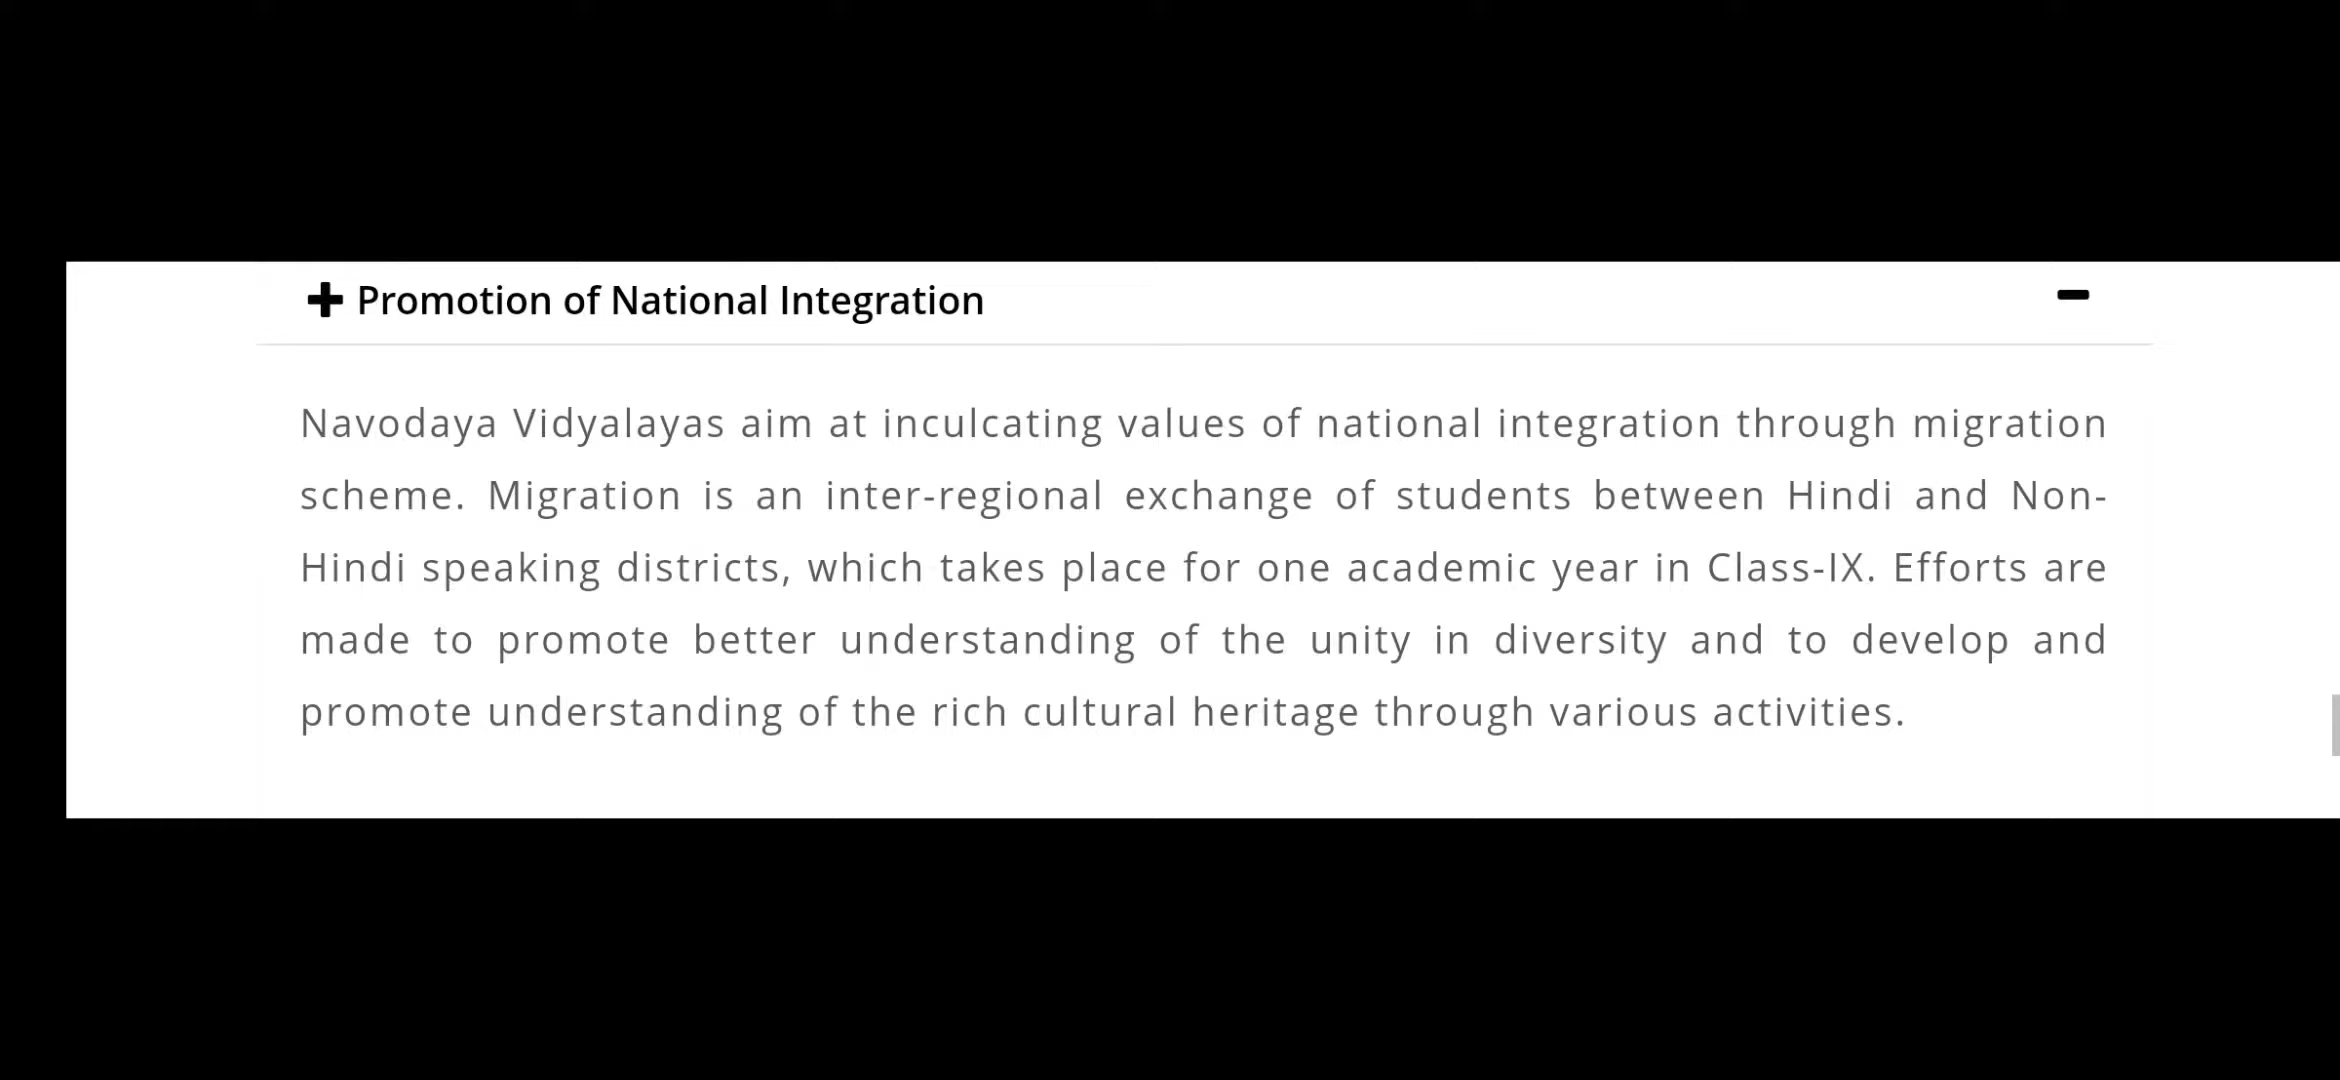 Promotion of National Integration
Navodaya Vidyalayas aim at inculcating values of national integration through migration
scheme. Migration is an inter-regional exchange of students between Hindi and Non-
Hindi speaking districts, which takes place for one academic year in Class-IX. Efforts are
made to promote better understanding of the unity in diversity and to develop and
promote understanding of the rich cultural heritage through various activities.